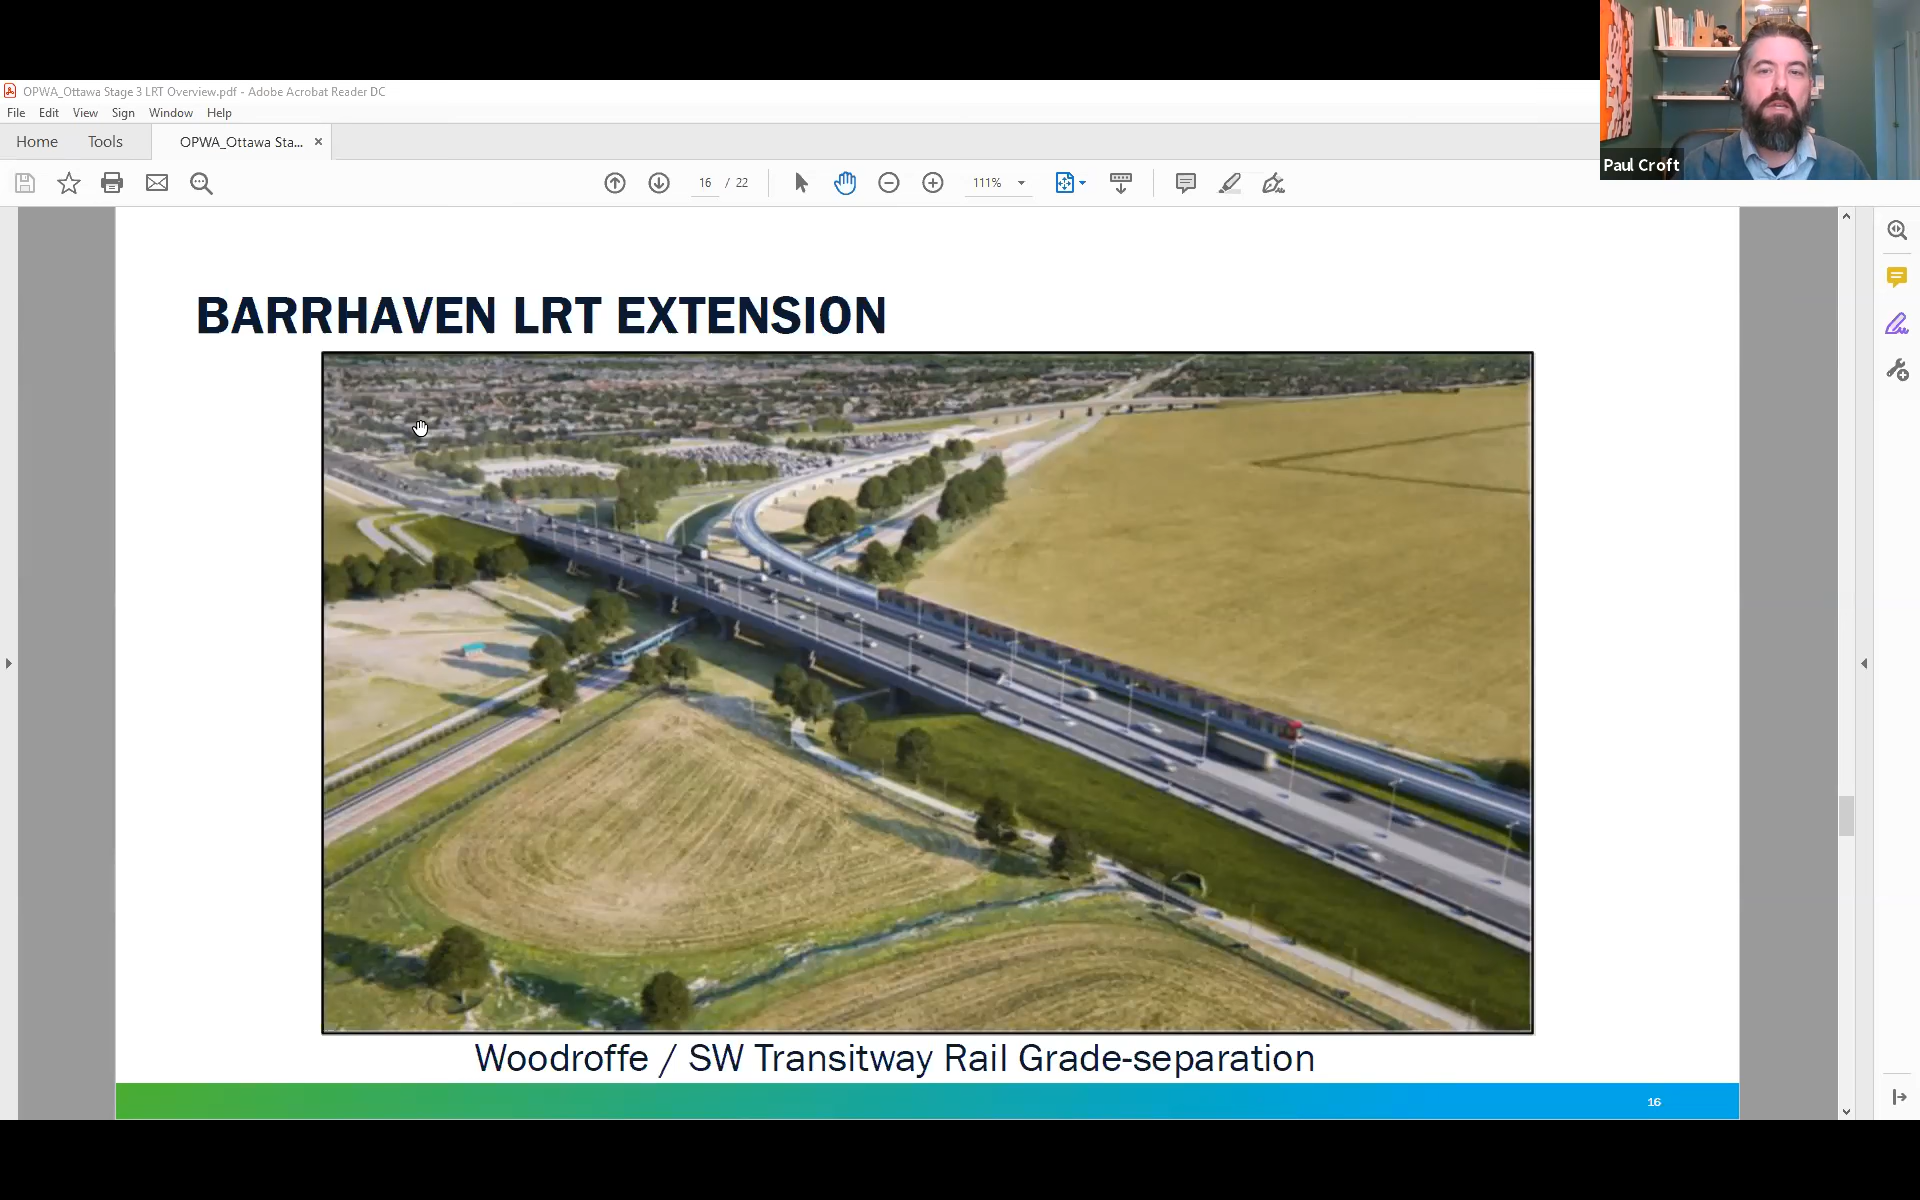 OPWA_Ottawa Stage 3 LRT Overview.pdf - Adobe Acrobat Reader DC
File Edit View Sign Window Help
Home Tools OPWA_Ottawa Sta... ×
16 / 22 111%
Paul Croft
BARRHAVEN LRT EXTENSION
Woodroffe / SW Transitway Rail Grade-separation
16